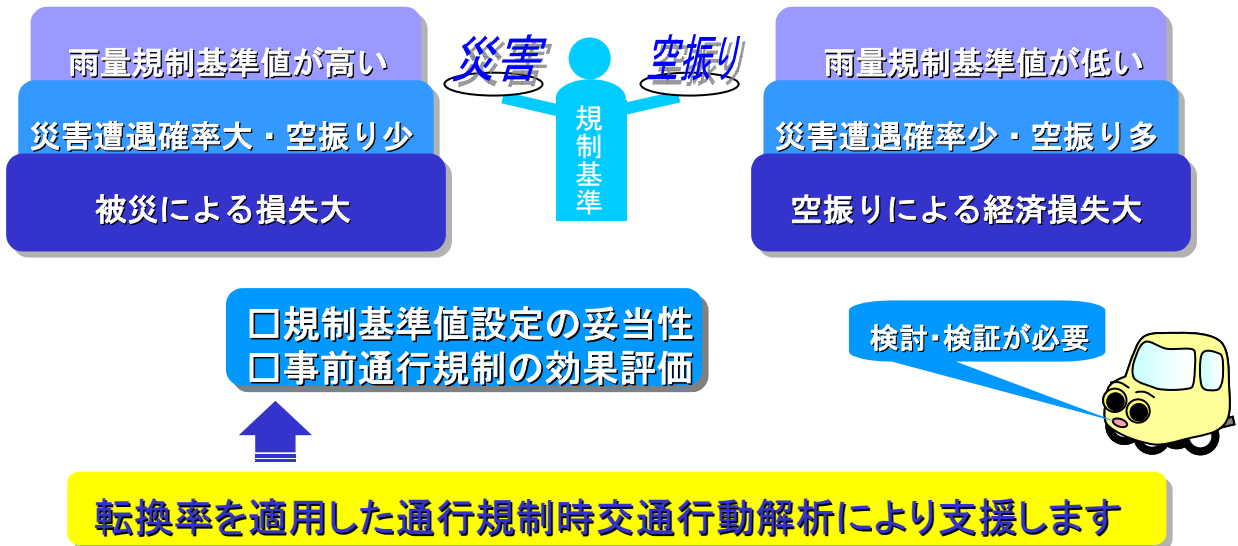 雨量規制基準値が高い
災害遭遇確率大・空振り少
被災による損失大
災害
空振り
規制基準
雨量規制基準値が低い
災害遭遇確率少・空振り多
空振りによる経済損失大
□規制基準値設定の妥当性
□事前通行規制の効果評価
検討・検証が必要
転換率を適用した通行規制時交通行動解析により支援します